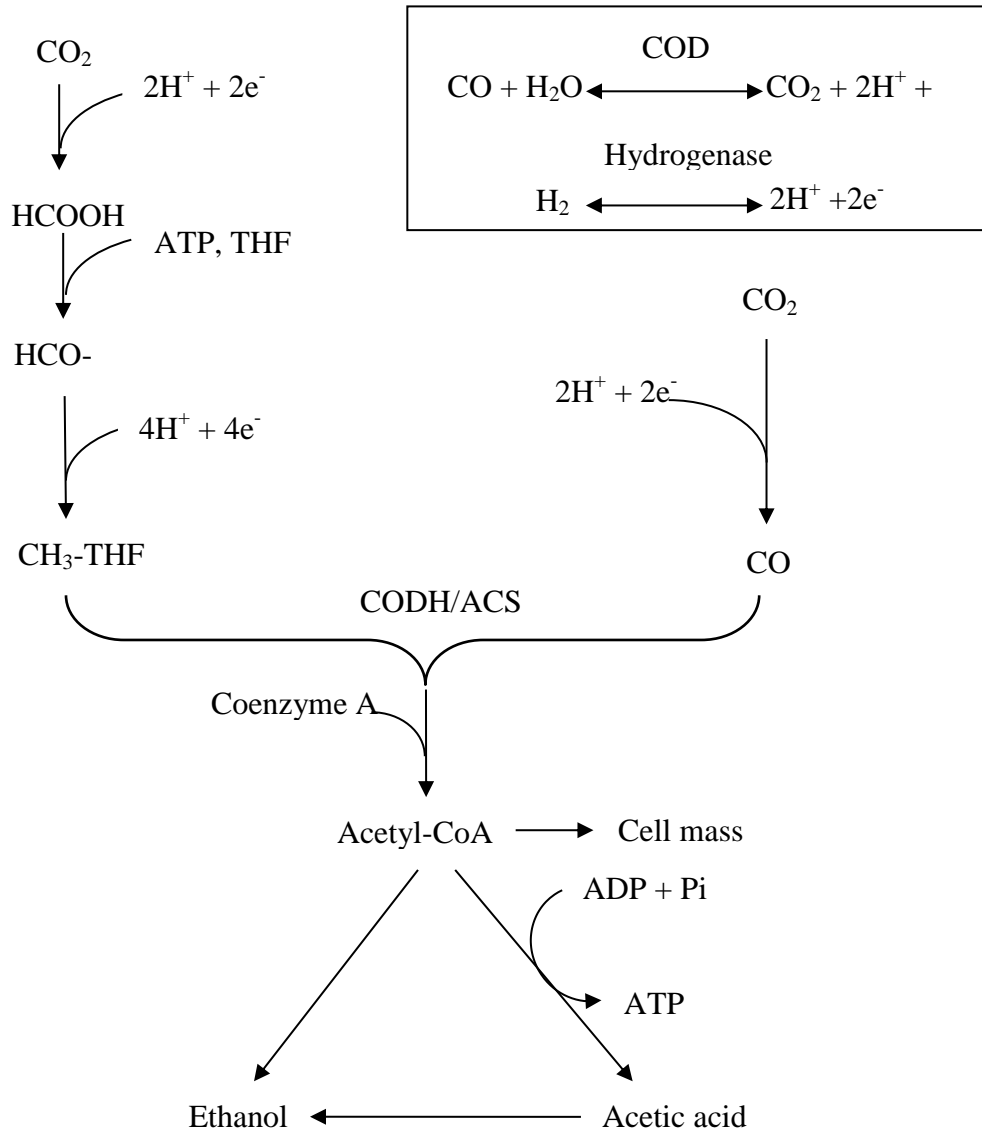 CO₂
2H⁺ + 2e⁻
HCOOH
ATP, THF
HCO-
4H⁺ + 4e⁻
CH₃-THF
COD
CO + H₂O CO₂ + 2H⁺ +
Hydrogenase
H₂ 2H⁺ +2e⁻
CO₂
2H⁺ + 2e⁻
CO
CODH/ACS
Coenzyme A
Acetyl-CoA Cell mass
ADP + Pi
ATP
Ethanol Acetic acid